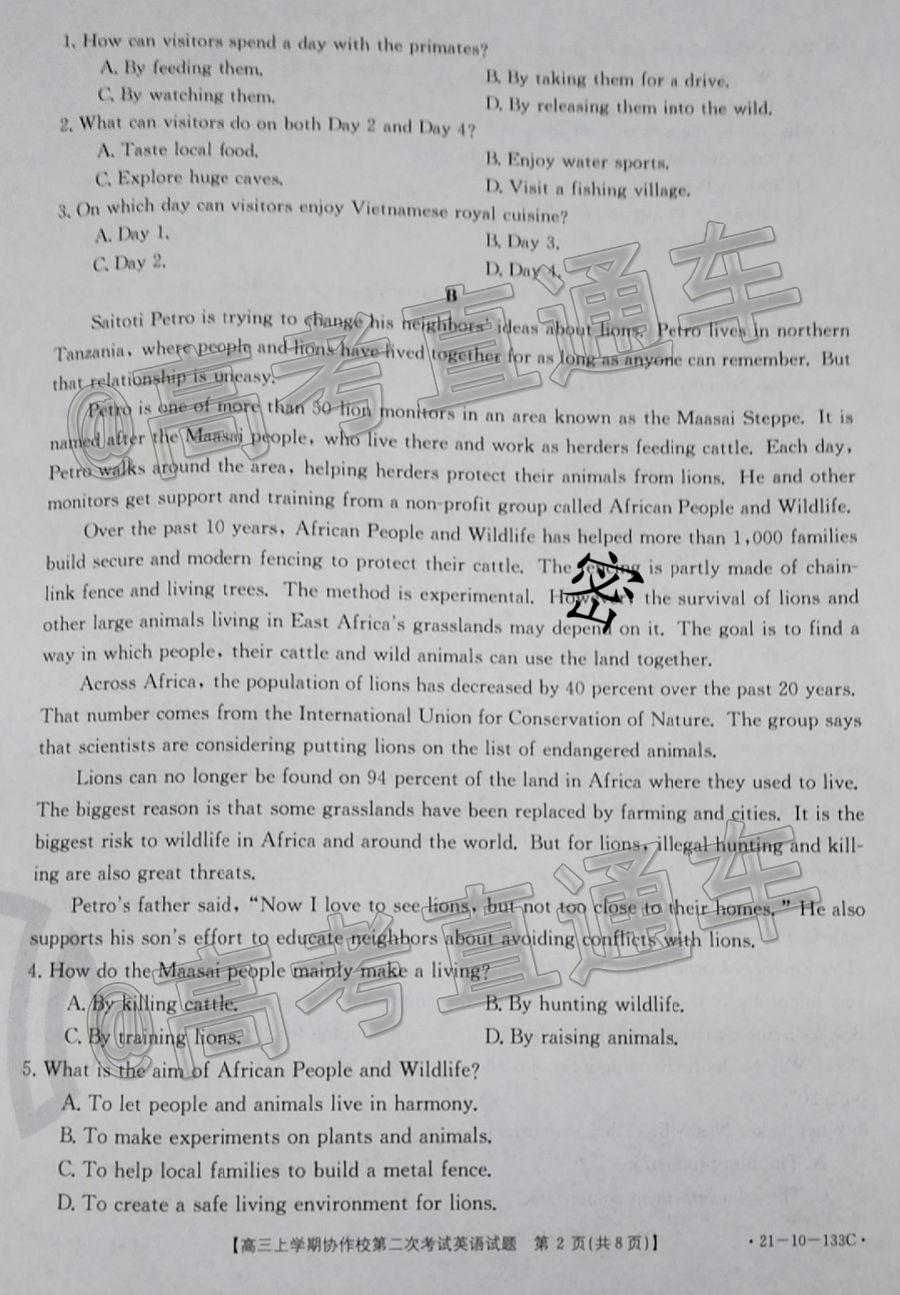 1. How can visitors spend a day with the primates?
A. By feeding them.
B. By taking them for a drive.
C. By watching them.
D. By releasing them into the wild.
2. What can visitors do on both Day 2 and Day 4?
A. Taste local food.
B. Enjoy water sports.
C. Explore huge caves.
D. Visit a fishing village.
3. On which day can visitors enjoy Vietnamese royal cuisine?
A. Day 1.
B. Day 3.
C. Day 2.
D. Day 4.
B
Saitoti Petro is trying to change his neighbors' ideas about lions. Petro lives in northern
Tanzania, where people and lions have lived together for as long as anyone can remember. But
that relationship is uneasy.
Petro is one of more than 50 lion monitors in an area known as the Maasai Steppe. It is
named after the Maasai people, who live there and work as herders feeding cattle. Each day,
Petro walks around the area, helping herders protect their animals from lions. He and other
monitors get support and training from a non-profit group called African People and Wildlife.
Over the past 10 years, African People and Wildlife has helped more than 1,000 families
build secure and modern fencing to protect their cattle. The fencing is partly made of chain-
link fence and living trees. The method is experimental. However, the survival of lions and
other large animals living in East Africa's grasslands may depend on it. The goal is to find a
way in which people, their cattle and wild animals can use the land together.
Across Africa, the population of lions has decreased by 40 percent over the past 20 years.
That number comes from the International Union for Conservation of Nature. The group says
that scientists are considering putting lions on the list of endangered animals.
Lions can no longer be found on 94 percent of the land in Africa where they used to live.
The biggest reason is that some grasslands have been replaced by farming and cities. It is the
biggest risk to wildlife in Africa and around the world. But for lions, illegal hunting and kill-
ing are also great threats.
Petro's father said, "Now I love to see lions, but not too close to their homes." He also
supports his son's effort to educate neighbors about avoiding conflicts with lions.
4. How do the Maasai people mainly make a living?
A. By killing cattle.
B. By hunting wildlife.
C. By training lions.
D. By raising animals.
5. What is the aim of African People and Wildlife?
A. To let people and animals live in harmony.
B. To make experiments on plants and animals.
C. To help local families to build a metal fence.
D. To create a safe living environment for lions.
【高三上学期协作校第二次考试英语试题 第 2 页(共 8 页)】
·21-10-133C·
@高考直通车
密
@高考直通车